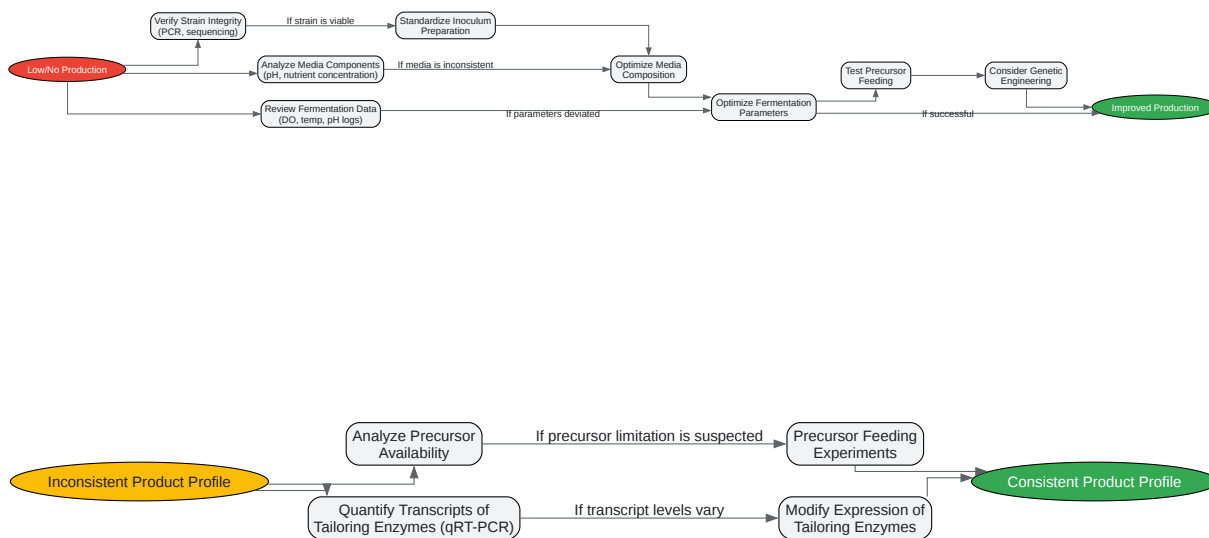 Verify Strain Integrity
(PCR, sequencing)
If strain is viable
Standardize Inoculum
Preparation
Low/No Production
Analyze Media Components
(pH, nutrient concentration)
If media is inconsistent
Optimize Media
Composition
Test Precursor
Feeding
Consider Genetic
Engineering
Review Fermentation Data
(DO, temp, pH logs)
If parameters deviated
Optimize Fermentation
Parameters
If successful
Improved Production
Analyze Precursor
Availability
If precursor limitation is suspected
Precursor Feeding
Experiments
Inconsistent Product Profile
Consistent Product Profile
Quantify Transcripts of
Tailoring Enzymes (qRT-PCR)
If transcript levels vary
Modify Expression of
Tailoring Enzymes